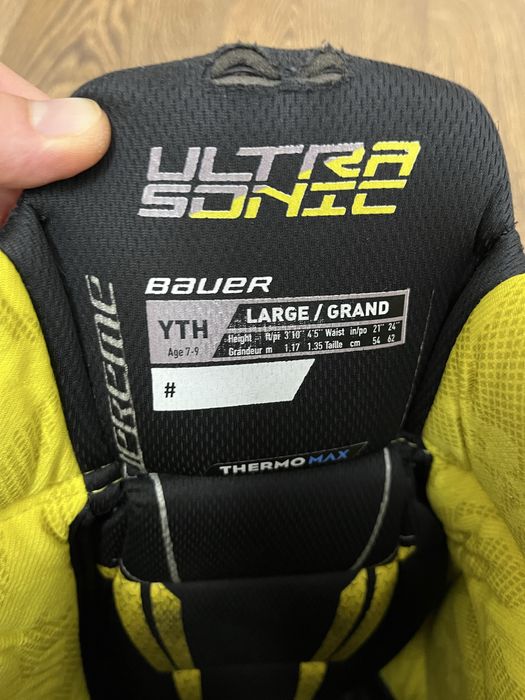 ULTRA
SONIC
BAUER
YTH
Age 7-9
LARGE / GRAND
Height ft/pi 3'10" 4'5" Waist in/po 21" 24"
Grandeur m 1.17 1.35 Taille cm 54 62
#
THERMOMAX